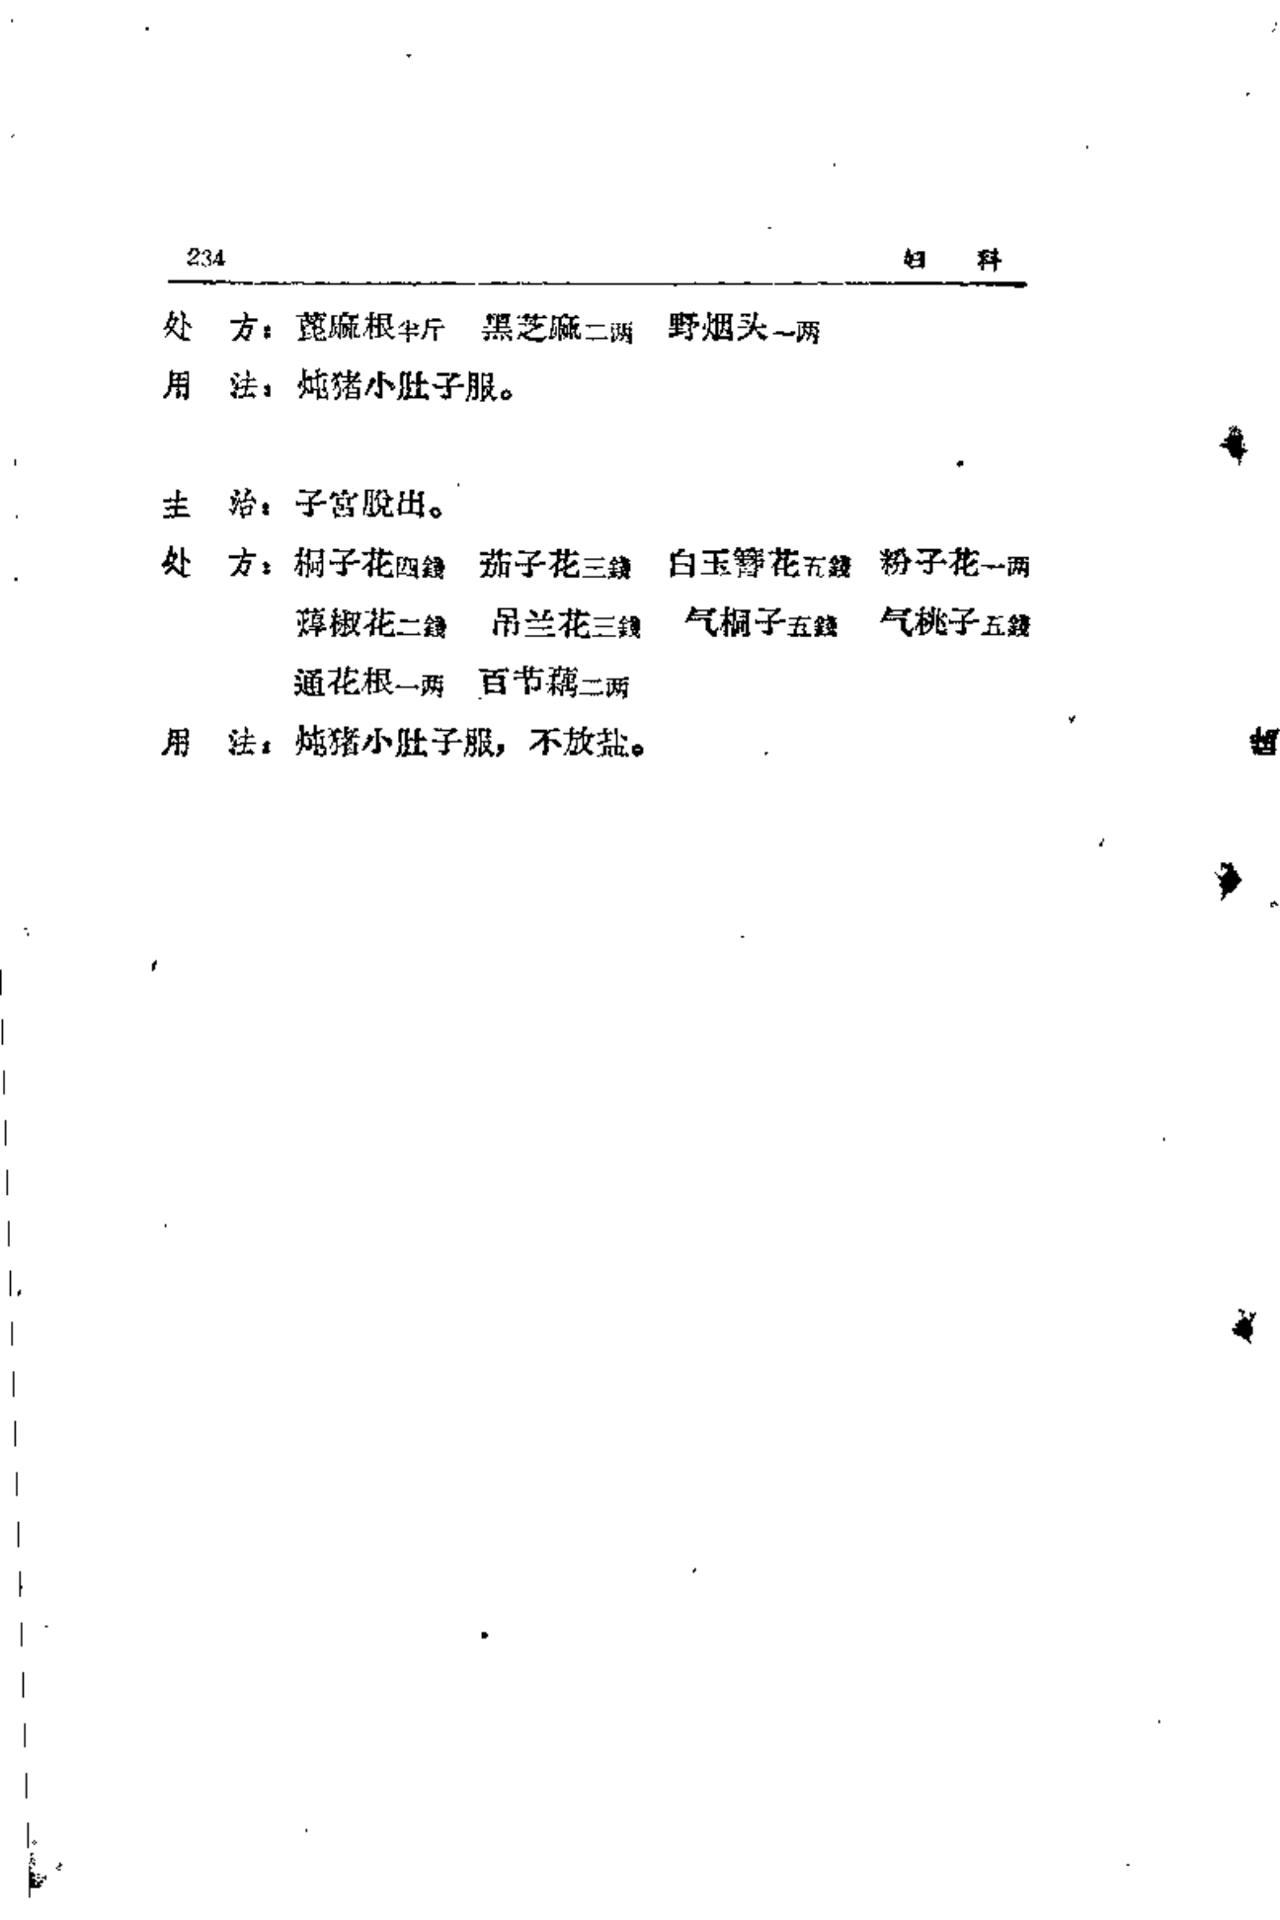 234 妇 科
处 方：蓖麻根半斤 黑芝麻二两 野烟头一两
用 法：炖猪小肚子服。
主 治：子宫脫出。
处 方：桐子花四錢 茄子花三錢 白玉簪花五錢 粉子花一两
辣椒花二錢 吊兰花三錢 气桐子五錢 气桃子五錢
通花根一两 百节藕二两
用 法：炖猪小肚子服，不放盐。